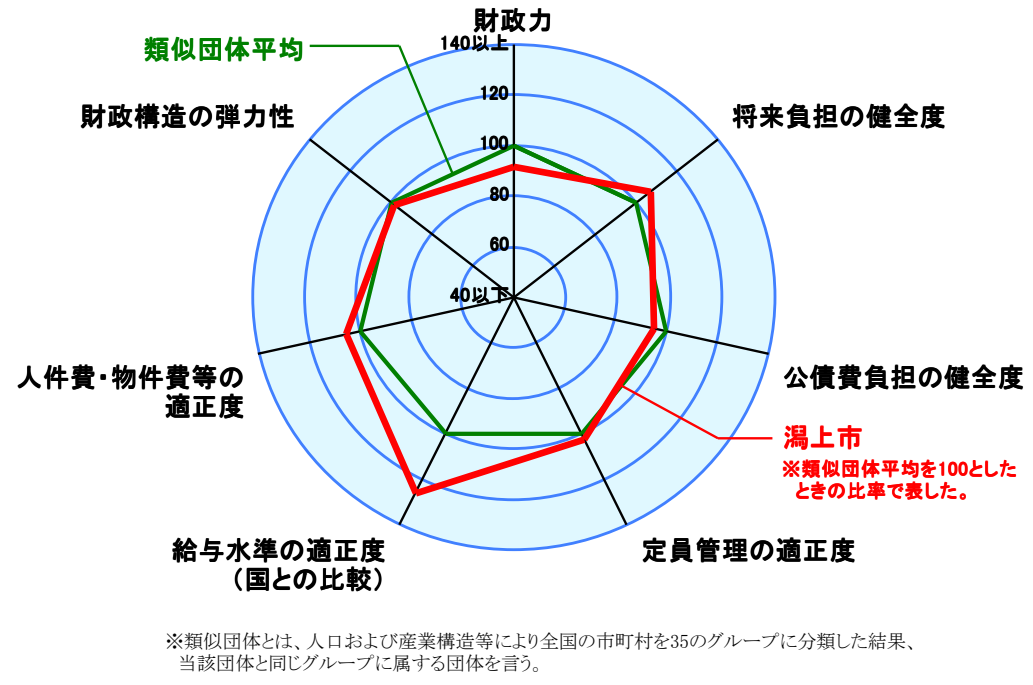 財政力
140以上
類似団体平均
120
財政構造の弾力性
将来負担の健全度
100
80
60
40以下
人件費・物件費等の
適正度
公債費負担の健全度
潟上市
※類似団体平均を100とした
ときの比率で表した。
給与水準の適正度
（国との比較）
定員管理の適正度
※類似団体とは、人口および産業構造等により全国の市町村を35のグループに分類した結果、
当該団体と同じグループに属する団体を言う。